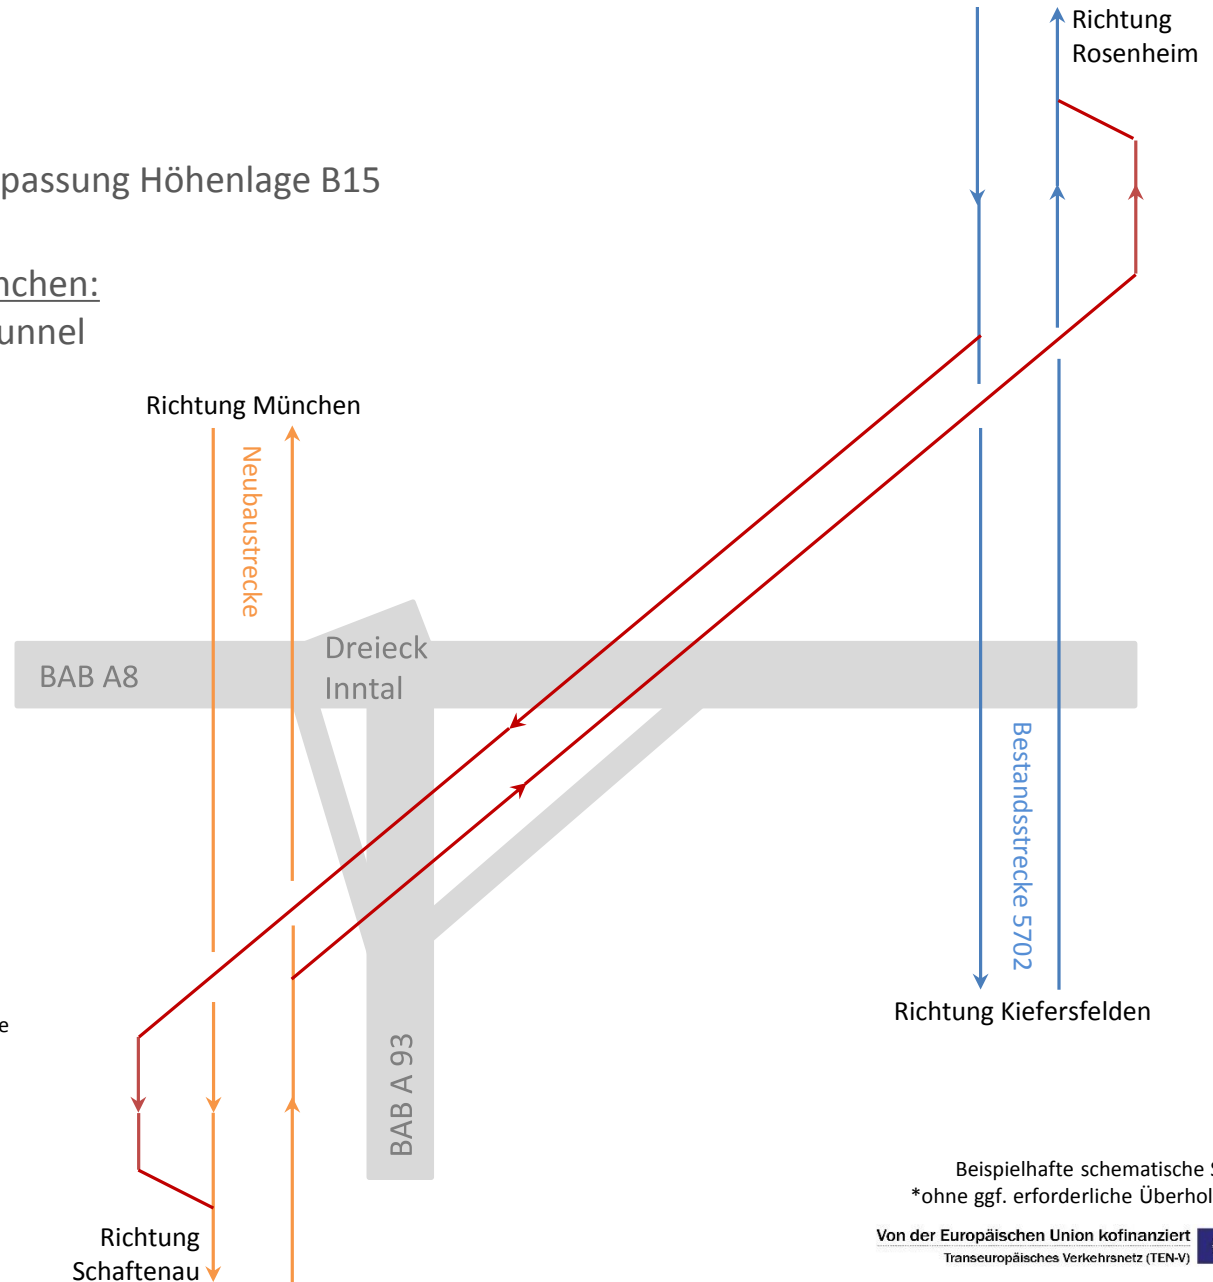 Richtung
Rosenheim
passung Höhenlage B15
nchen:
unnel
Richtung München
Neubaustrecke
Dreieck
Inntal
BAB A8
Bestandsstrecke 5702
Richtung Kiefersfelden
e
BAB A 93
Beispielhafte schematische S
*ohne ggf. erforderliche Überhol
Richtung
Schaftenau
Von der Europäischen Union kofinanziert
Transeuropäisches Verkehrsnetz (TEN-V)